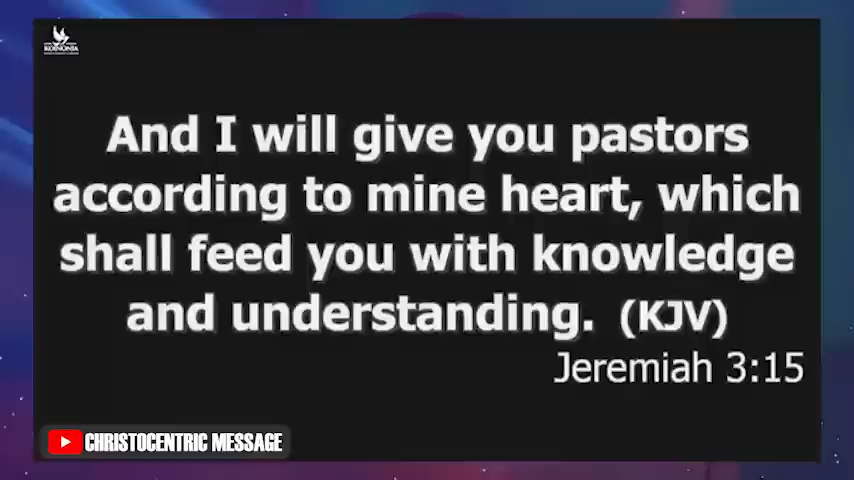 KOINONIA
And I will give you pastors
according to mine heart, which
shall feed you with knowledge
and understanding. (KJV)
Jeremiah 3:15
CHRISTOCENTRIC MESSAGE